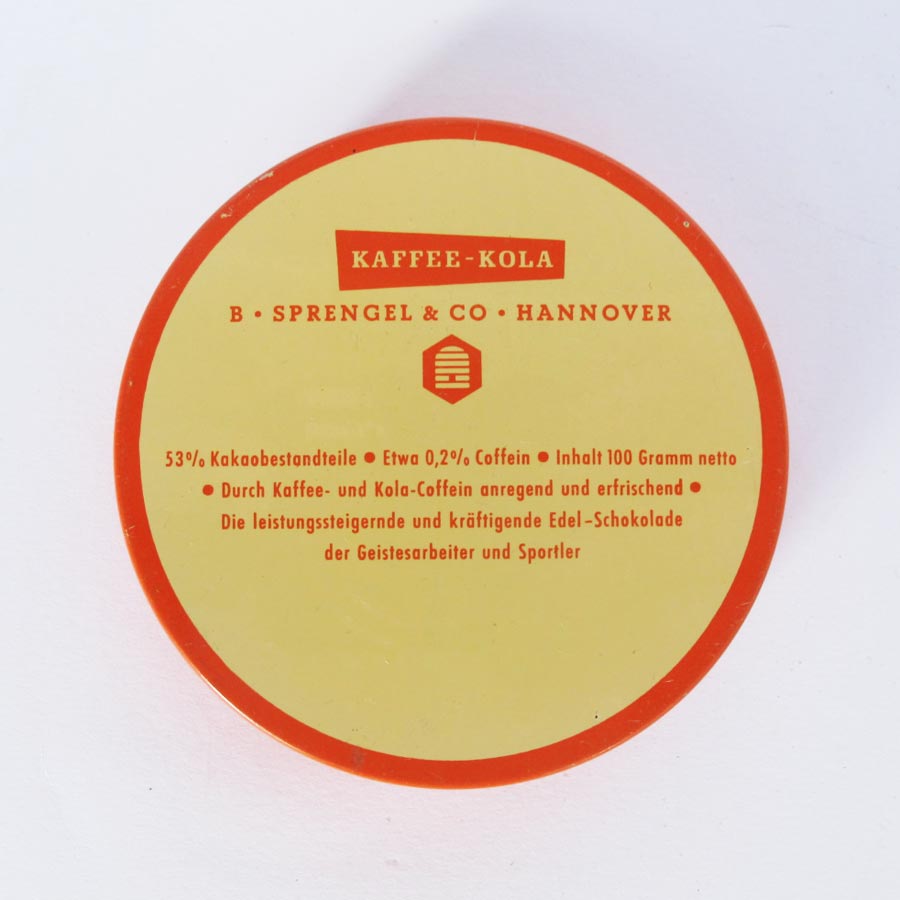 KAFFEE-KOLA
B • SPRENGEL & CO • HANNOVER
53% Kakaobestandteile • Etwa 0,2% Coffein • Inhalt 100 Gramm netto
• Durch Kaffee- und Kola-Coffein anregend und erfrischend •
Die leistungssteigernde und kräftigende Edel-Schokolade
der Geistesarbeiter und Sportler